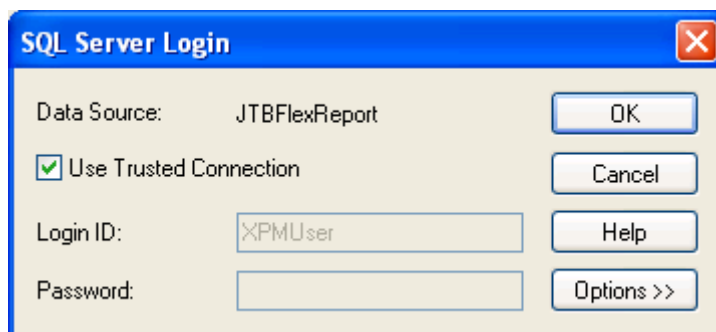 SQL Server Login
Data Source: JTBFlexReport OK
Use Trusted Connection Cancel
Login ID: XPMUser Help
Password: Options >>